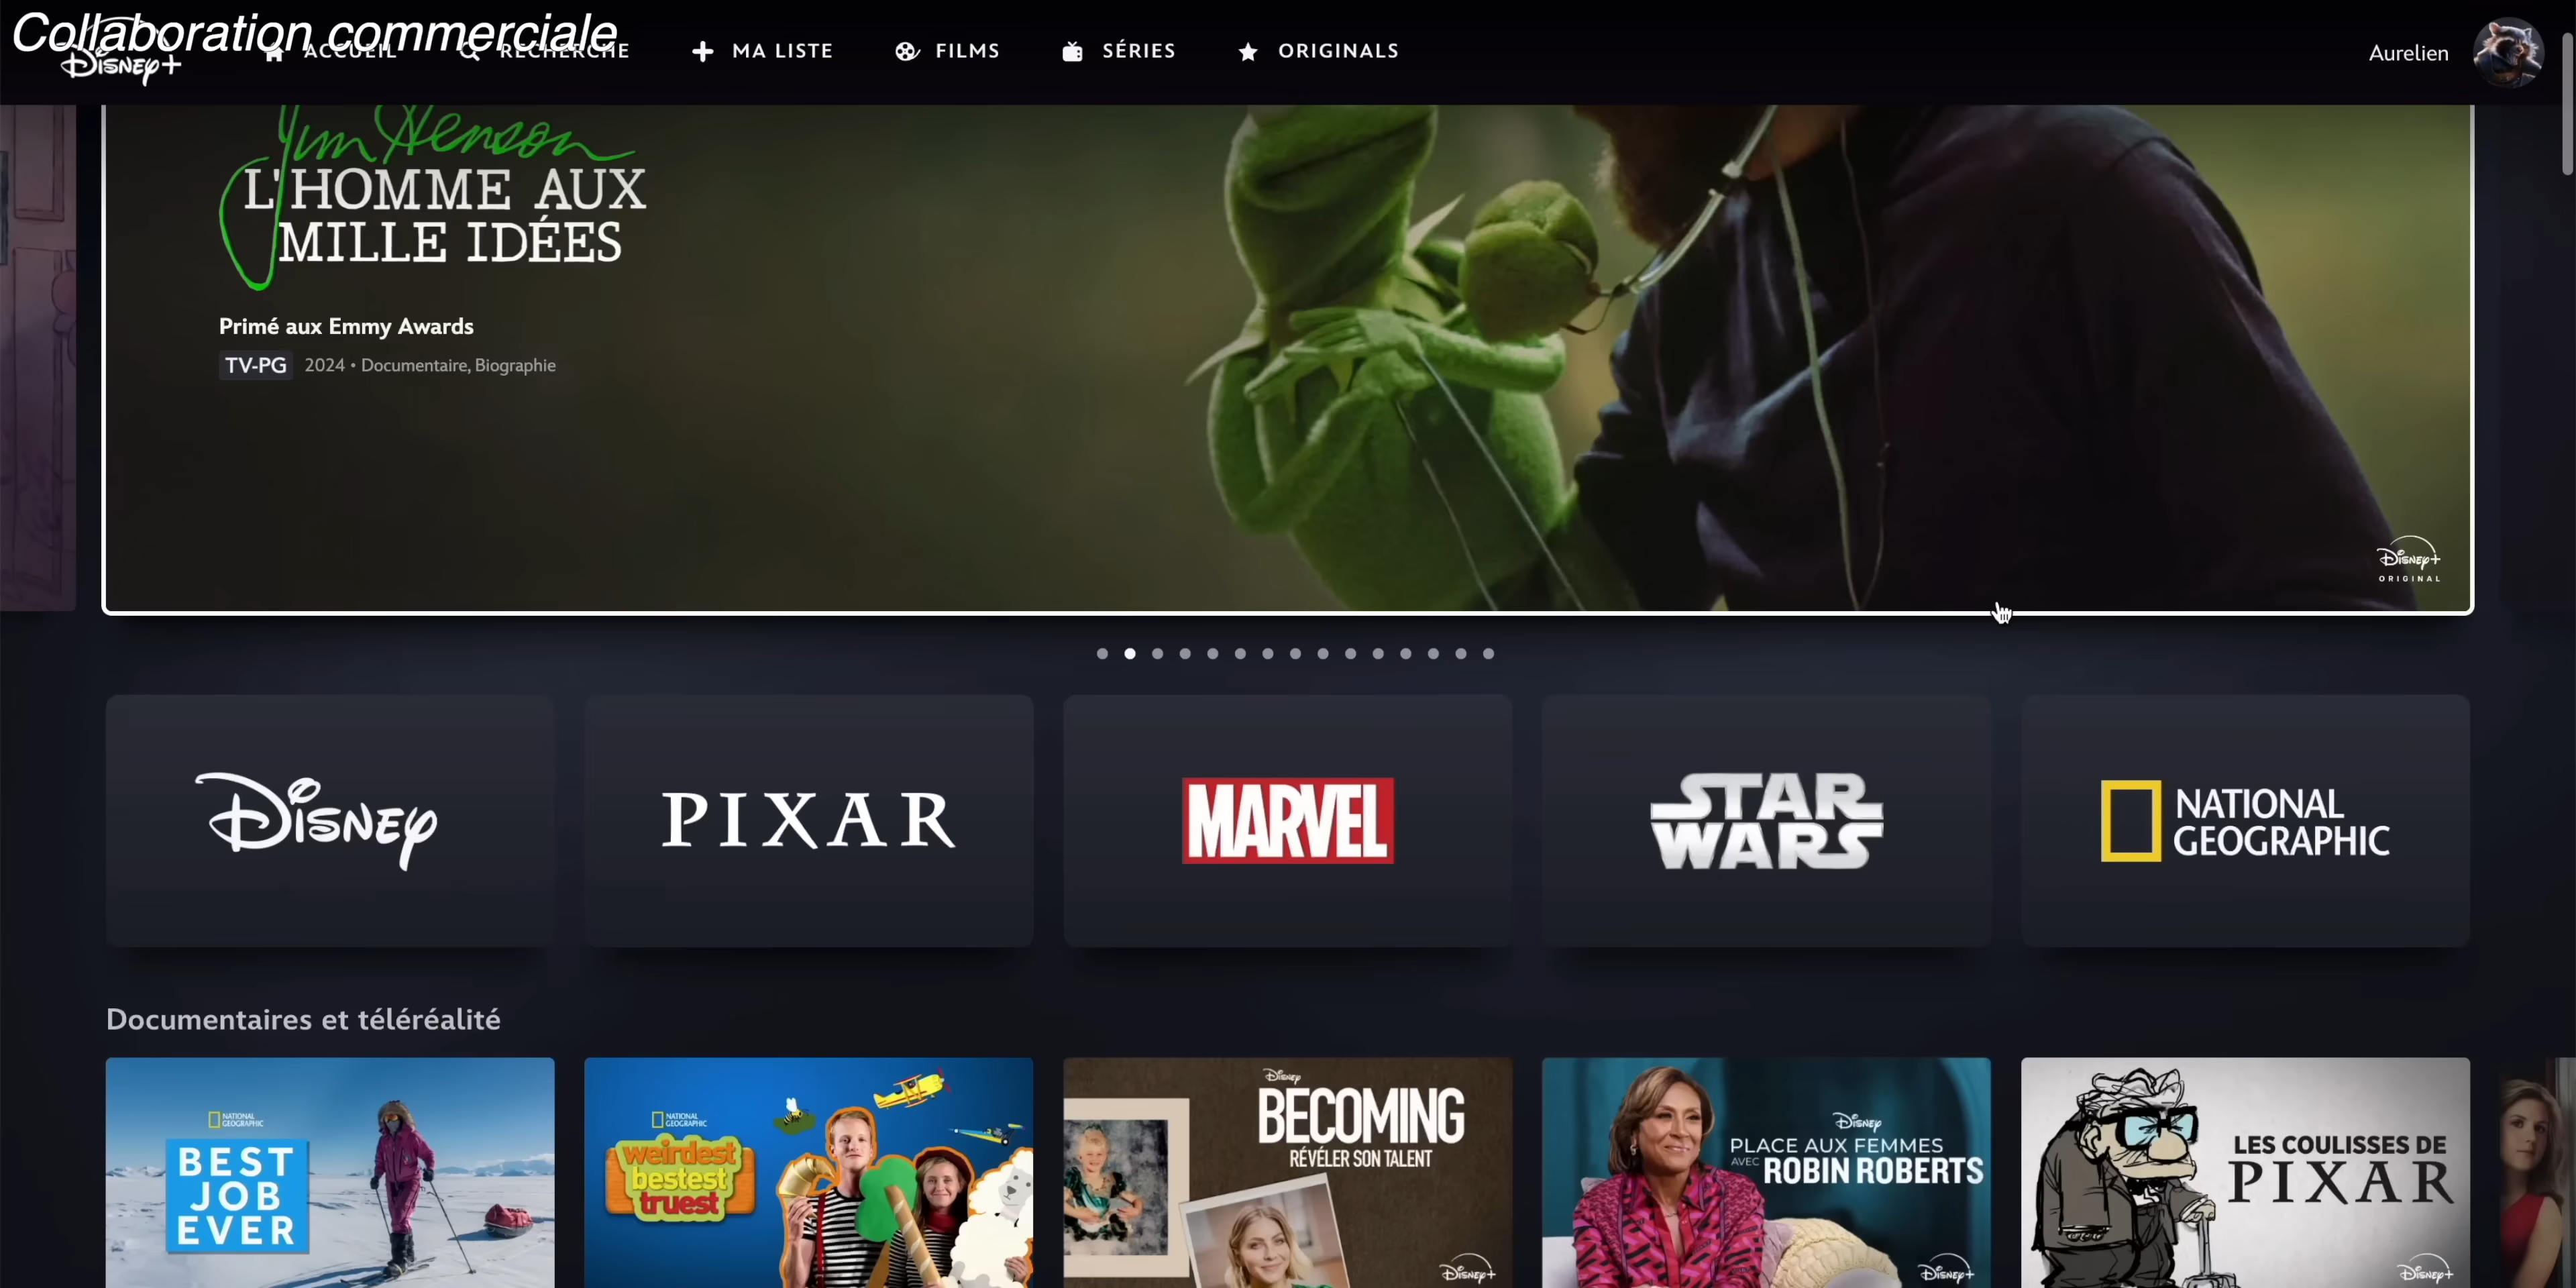 Collaboration commerciale
Disney+
ACCUEIL
RECHERCHE
MA LISTE
FILMS
SÉRIES
ORIGINALS
Aurelien
Jim Henson
L'HOMME AUX
MILLE IDÉES
Primé aux Emmy Awards
TV-PG 2024 • Documentaire, Biographie
Disney+
ORIGINAL
Disney
PIXAR
MARVEL
STAR
WARS
NATIONAL
GEOGRAPHIC
Documentaires et téléréalité
NATIONAL
GEOGRAPHIC
BEST
JOB
EVER
NATIONAL
GEOGRAPHIC
weirdest
bestest
truest
Disney
BECOMING
RÉVÉLER SON TALENT
Disney+
Disney
PLACE AUX FEMMES
AVEC ROBIN ROBERTS
Disney+
LES COULISSES DE
PIXAR
Disney+